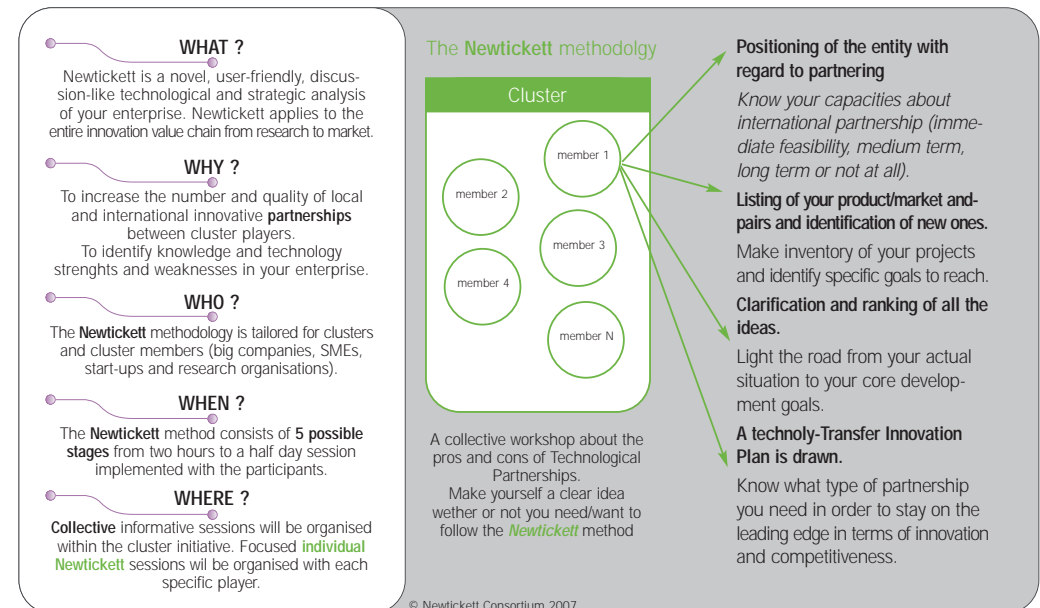 WHAT ?
Newtickett is a novel, user-friendly, discus-
sion-like technological and strategic analysis
of your enterprise. Newtickett applies to the
entire innovation value chain from research to market.
WHY ?
To increase the number and quality of local
and international innovative partnerships
between cluster players.
To identify knowledge and technology
strenghts and weaknesses in your enterprise.
WHO ?
The Newtickett methodology is tailored for clusters
and cluster members (big companies, SMEs,
start-ups and research organisations).
WHEN ?
The Newtickett method consists of 5 possible
stages from two hours to a half day session
implemented with the participants.
WHERE ?
Collective informative sessions will be organised
within the cluster initiative. Focused individual
Newtickett sessions wil be organised with each
specific player.
The Newtickett methodolgy
Cluster
member 1
member 2
member 3
member 4
member N
A collective workshop about the
pros and cons of Technological
Partnerships.
Make yourself a clear idea
wether or not you need/want to
follow the Newtickett method
Positioning of the entity with
regard to partnering
Know your capacities about
international partnership (imme-
diate feasibility, medium term,
long term or not at all).
Listing of your product/market and-
pairs and identification of new ones.
Make inventory of your projects
and identify specific goals to reach.
Clarification and ranking of all the
ideas.
Light the road from your actual
situation to your core develop-
ment goals.
A technoly-Transfer Innovation
Plan is drawn.
Know what type of partnership
you need in order to stay on the
leading edge in terms of innovation
and competitiveness.
© Newtickett Consortium 2007